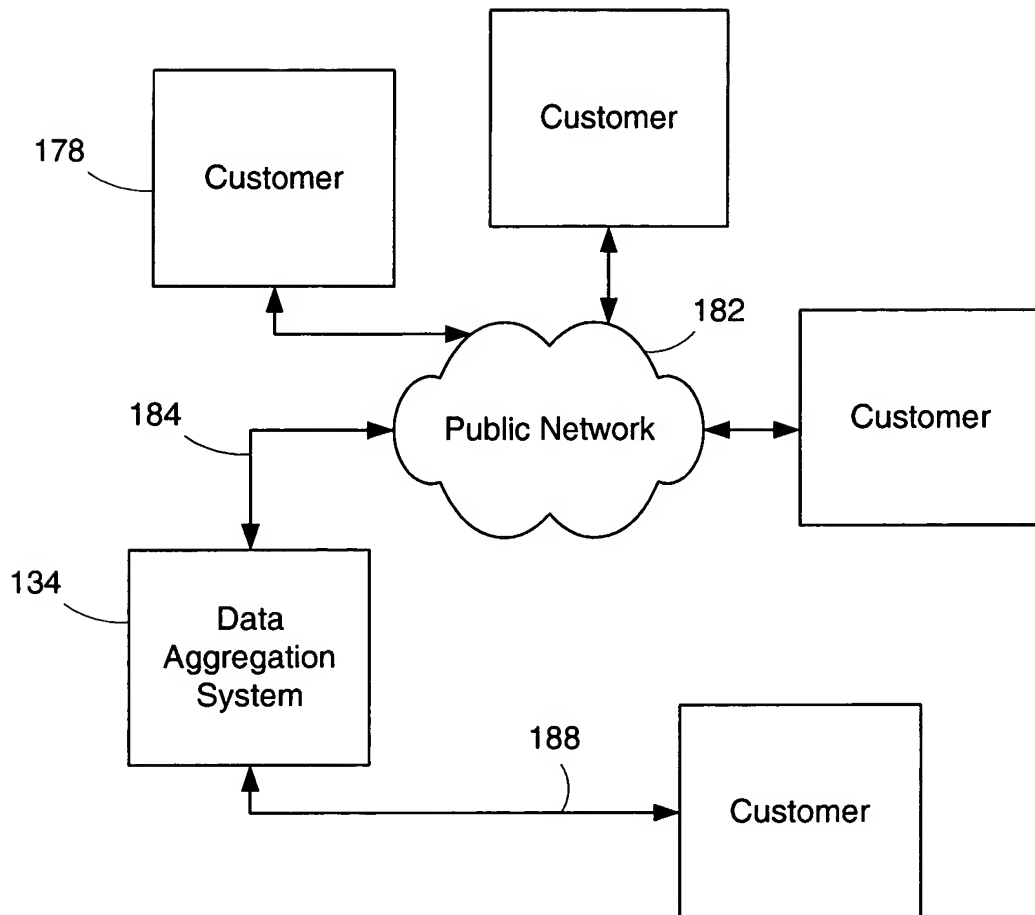 Customer
178
Customer
182
Customer
Public Network
184
134
Data
Aggregation
System
188
Customer